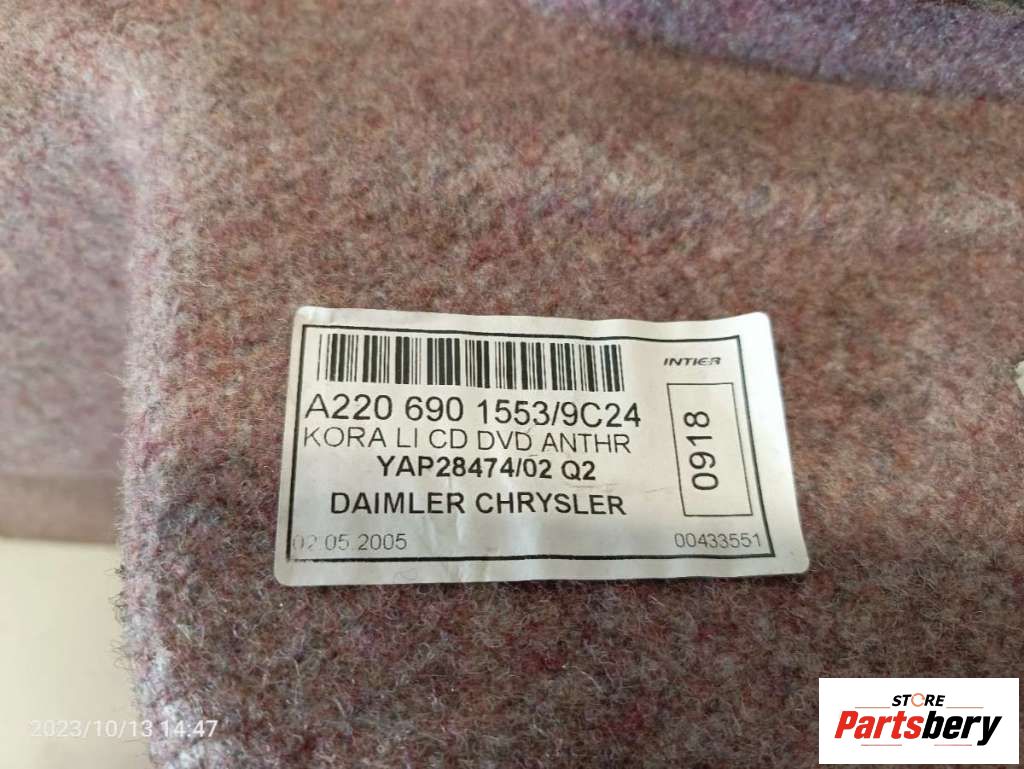 INTIER
A220 690 1553/9C24
KORA LI CD DVD ANTHR
YAP28474/02 Q2
DAIMLER CHRYSLER
0918
02.05.2005
00433551
2023/10/13 14:47
STORE
Partsbery